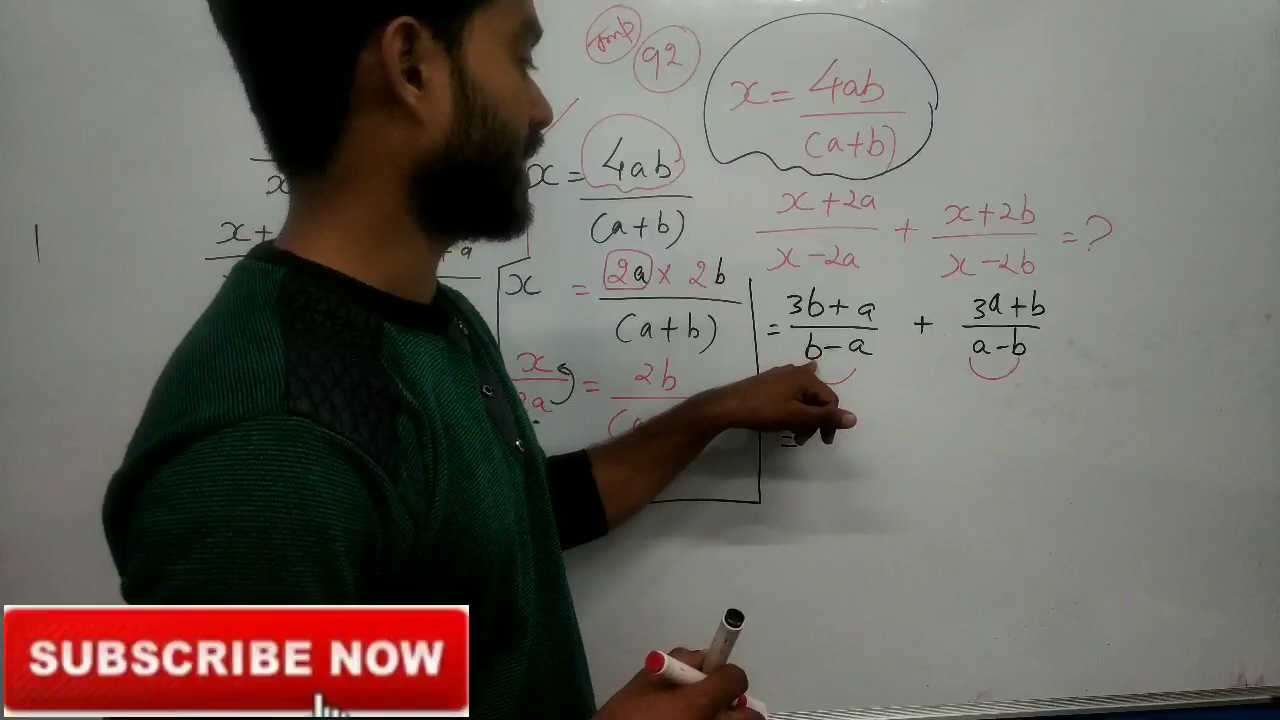 Imp 92
x = 4ab / (a+b)
x = 4ab / (a+b)
x = 2a x 2b / (a+b)
x / 2a = 2b
x+2a / x-2a + x+2b / x-2b = ?
= 3b+a / b-a + 3a+b / a-b
=
SUBSCRIBE NOW